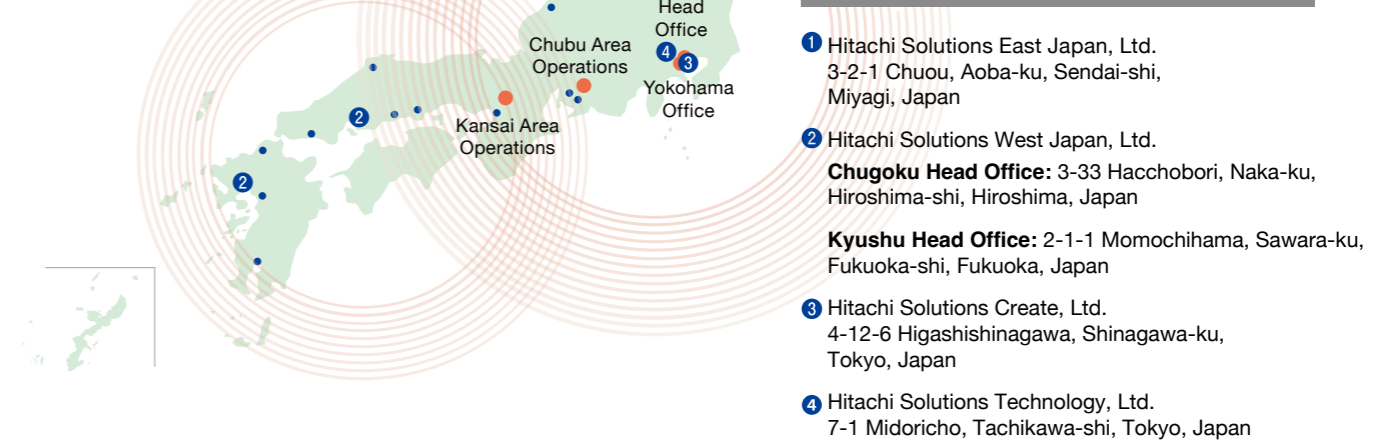 Head
Office
Chubu Area
Operations
4
3
Yokohama
Office
2
Kansai Area
Operations
2
1 Hitachi Solutions East Japan, Ltd.
3-2-1 Chuou, Aoba-ku, Sendai-shi,
Miyagi, Japan
2 Hitachi Solutions West Japan, Ltd.
Chugoku Head Office: 3-33 Hacchobori, Naka-ku,
Hiroshima-shi, Hiroshima, Japan
Kyushu Head Office: 2-1-1 Momochihama, Sawara-ku,
Fukuoka-shi, Fukuoka, Japan
3 Hitachi Solutions Create, Ltd.
4-12-6 Higashishinagawa, Shinagawa-ku,
Tokyo, Japan
4 Hitachi Solutions Technology, Ltd.
7-1 Midoricho, Tachikawa-shi, Tokyo, Japan